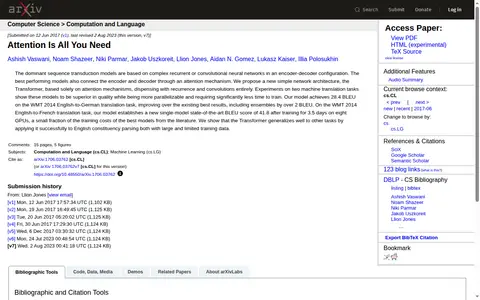 arXiv
Search
Submit
Donate
Log in
Computer Science > Computation and Language
[Submitted on 12 Jun 2017 (v1), last revised 2 Aug 2023 (this version, v7)]
Attention Is All You Need
Ashish Vaswani, Noam Shazeer, Niki Parmar, Jakob Uszkoreit, Llion Jones, Aidan N. Gomez, Lukasz Kaiser, Illia Polosukhin
The dominant sequence transduction models are based on complex recurrent or convolutional neural networks in an encoder-decoder configuration. The
best performing models also connect the encoder and decoder through an attention mechanism. We propose a new simple network architecture, the
Transformer, based solely on attention mechanisms, dispensing with recurrence and convolutions entirely. Experiments on two machine translation tasks
show these models to be superior in quality while being more parallelizable and requiring significantly less time to train. Our model achieves 28.4 BLEU
on the WMT 2014 English-to-German translation task, improving over the existing best results, including ensembles by over 2 BLEU. On the WMT 2014
English-to-French translation task, our model establishes a new single-model state-of-the-art BLEU score of 41.8 after training for 3.5 days on eight
GPUs, a small fraction of the training costs of the best models from the literature. We show that the Transformer generalizes well to other tasks by
applying it successfully to English constituency parsing both with large and limited training data.
Comments: 15 pages, 5 figures
Subjects: Computation and Language (cs.CL); Machine Learning (cs.LG)
Cite as: arXiv:1706.03762 [cs.CL]
(or arXiv:1706.03762v7 [cs.CL] for this version)
https://doi.org/10.48550/arXiv.1706.03762
Submission history
From: Llion Jones [view email]
[v1] Mon, 12 Jun 2017 17:57:34 UTC (1,102 KB)
[v2] Mon, 19 Jun 2017 16:49:45 UTC (1,125 KB)
[v3] Tue, 20 Jun 2017 05:20:02 UTC (1,125 KB)
[v4] Fri, 30 Jun 2017 17:29:30 UTC (1,124 KB)
[v5] Wed, 6 Dec 2017 03:30:32 UTC (1,124 KB)
[v6] Mon, 24 Jul 2023 00:48:54 UTC (1,124 KB)
[v7] Wed, 2 Aug 2023 00:41:18 UTC (1,124 KB)
Bibliographic Tools
Code, Data, Media
Demos
Related Papers
About arXivLabs
Bibliographic and Citation Tools
Access Paper:
View PDF
HTML (experimental)
TeX Source
view license
Additional Features
Audio Summary
Current browse context:
cs.CL
< prev | next >
new | recent | 2017-06
Change to browse by:
cs
cs.LG
References & Citations
Google Scholar
Semantic Scholar
123 blog links (what is this?)
DBLP - CS Bibliography
listing | bibtex
Ashish Vaswani
Noam Shazeer
Niki Parmar
Jakob Uszkoreit
Llion Jones
...
Export BibTeX Citation
Bookmark